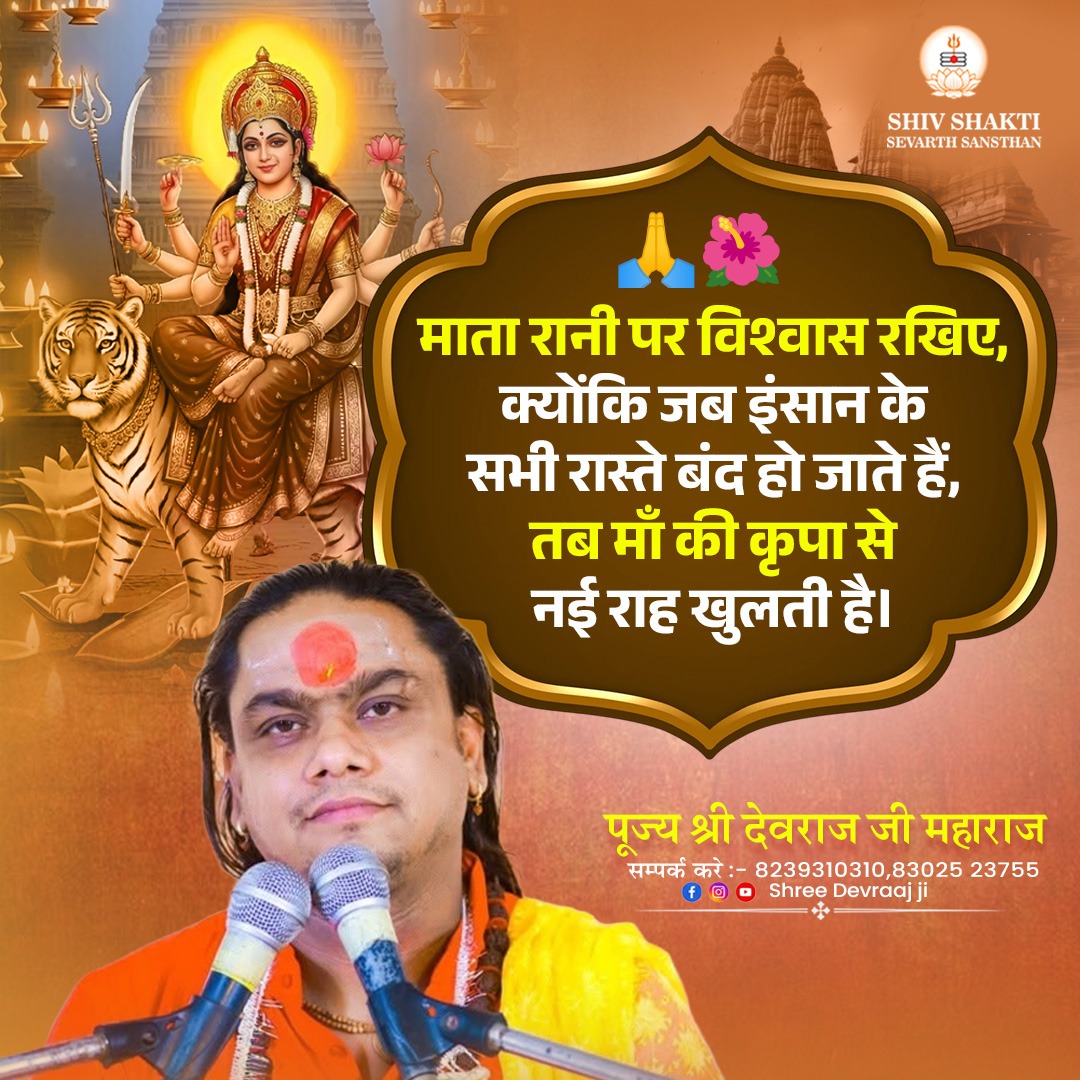 SHIV SHAKTI
SEVARTH SANSTHAN
माता रानी पर विश्वास रखिए,
क्योंकि जब इंसान के
सभी रास्ते बंद हो जाते हैं,
तब माँ की कृपा से
नई राह खुलती है।
पूज्य श्री देवराज जी महाराज
सम्पर्क करे :- 8239310310,83025 23755
Shree Devraaj ji